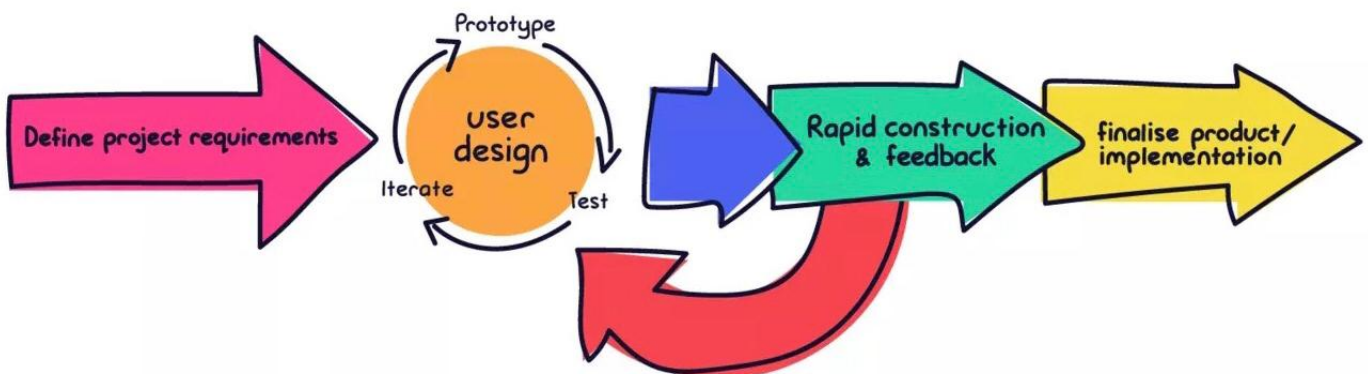 Define project requirements
Prototype
user
design
Iterate
Test
Rapid construction
& feedback
finalise product/
implementation